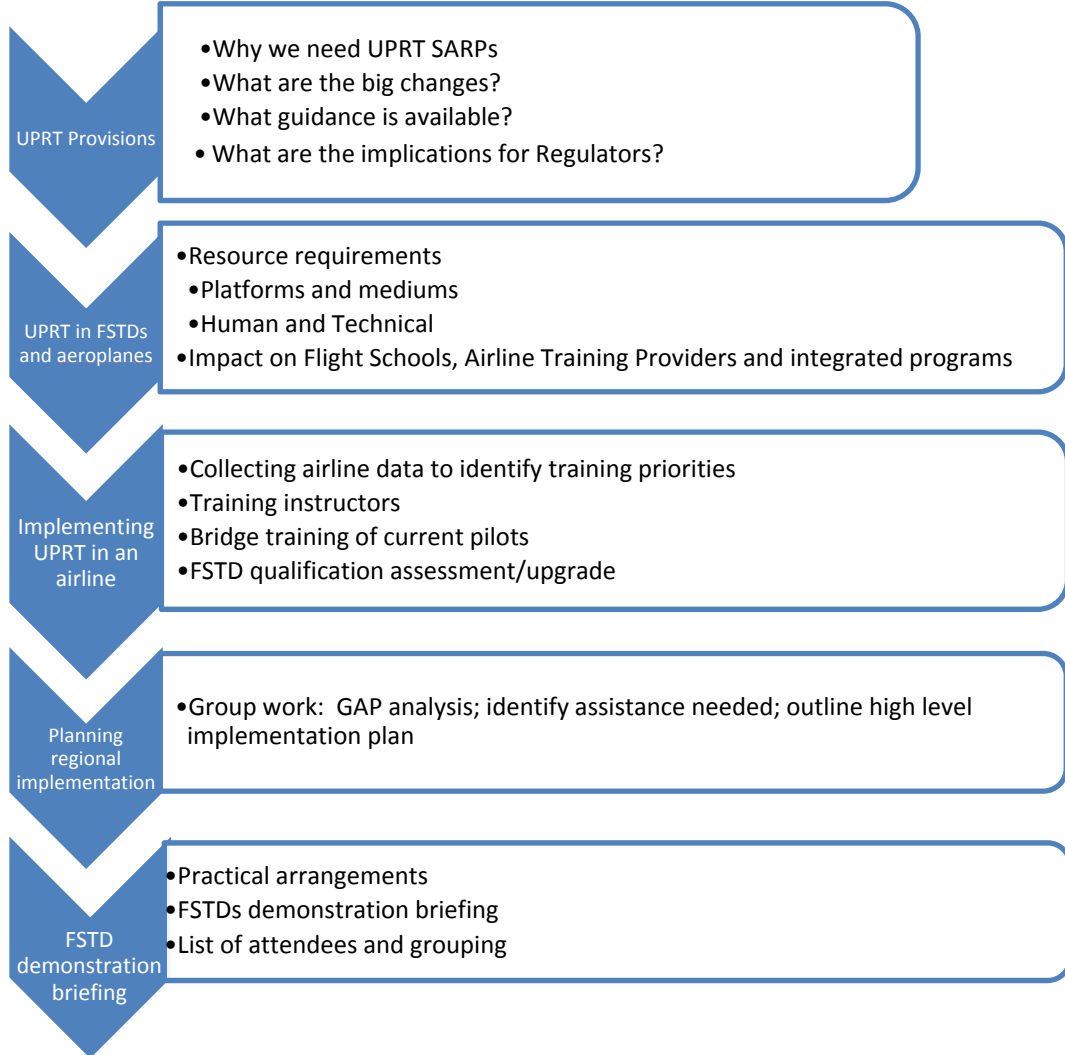 UPRT Provisions
•Why we need UPRT SARPs
•What are the big changes?
•What guidance is available?
• What are the implications for Regulators?
UPRT in FSTDs
and aeroplanes
•Resource requirements
•Platforms and mediums
•Human and Technical
•Impact on Flight Schools, Airline Training Providers and integrated programs
Implementing
UPRT in an
airline
•Collecting airline data to identify training priorities
•Training instructors
•Bridge training of current pilots
•FSTD qualification assessment/upgrade
Planning
regional
implementation
•Group work: GAP analysis; identify assistance needed; outline high level
implementation plan
FSTD
demonstration
briefing
•Practical arrangements
•FSTDs demonstration briefing
•List of attendees and grouping